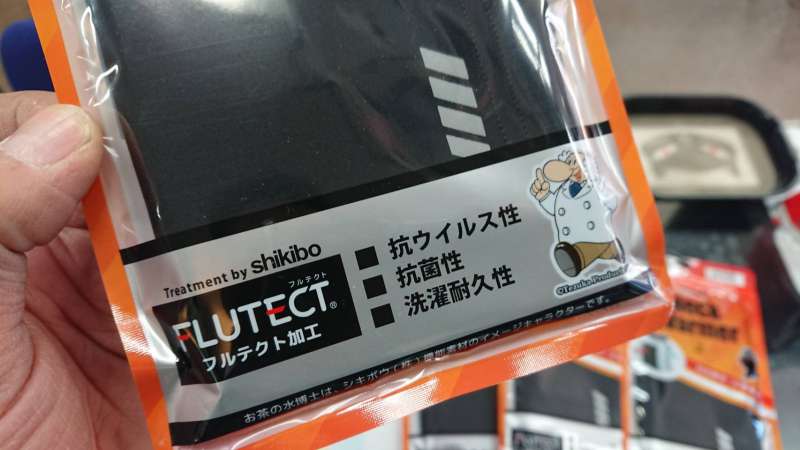 Treatment by shikibo
フルテクト
FLUTECT®
フルテクト加工
抗ウイルス性
抗菌性
洗濯耐久性
©Tezuka Productions
お茶の水博士は、シキボウ(株)機能素材のイメージキャラクターです。